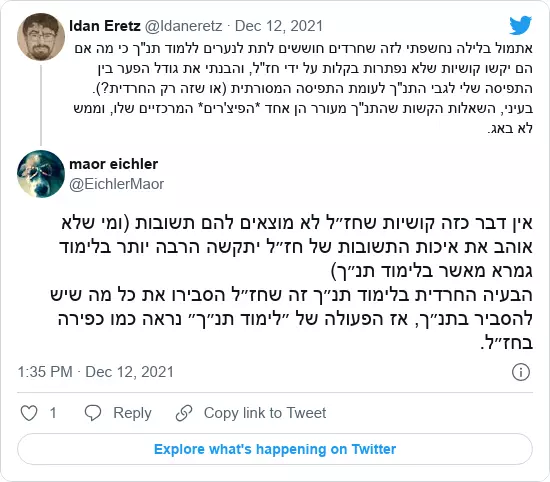 Idan Eretz @Idaneretz · Dec 12, 2021
אתמול בלילה נחשפתי לזה שחרדים חוששים לתת לנערים ללמוד תנ"ך כי מה אם
הם יקשו קושיות שלא נפתרות בקלות על ידי חז"ל, והבנתי את גודל הפער בין
התפיסה שלי לגבי התנ"ך לעומת התפיסה המסורתית (או שזה רק החרדית?).
בעיני, השאלות הקשות שהתנ"ך מעורר הן אחד *הפיצ'רים* המרכזיים שלו, וממש
לא באג.
maor eichler
@EichlerMaor
אין דבר כזה קושיות שחז״ל לא מוצאים להם תשובות (ומי שלא
אוהב את איכות התשובות של חז״ל יתקשה הרבה יותר בלימוד
גמרא מאשר בלימוד תנ״ך)
הבעיה החרדית בלימוד תנ״ך זה שחז״ל הסבירו את כל מה שיש
להסביר בתנ״ך, אז הפעולה של ״לימוד תנ״ך״ נראה כמו כפירה
בחז״ל.
1:35 PM · Dec 12, 2021
1 Reply Copy link to Tweet
Explore what's happening on Twitter